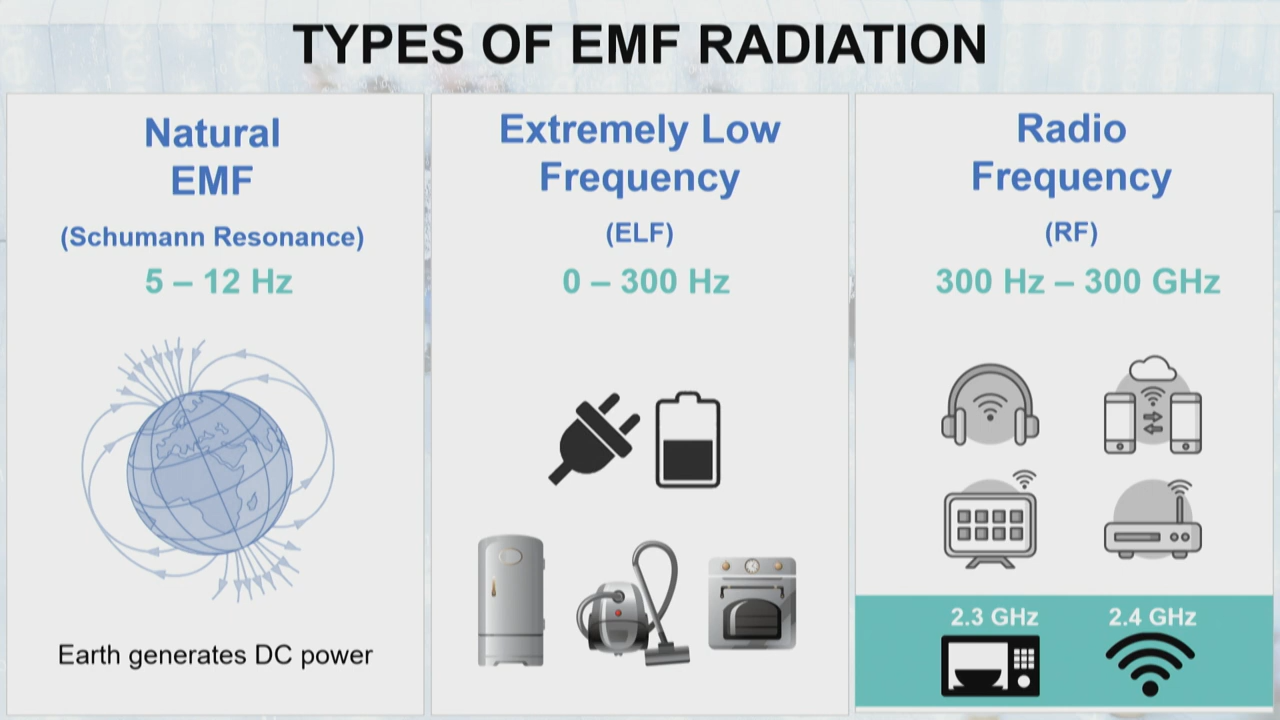 TYPES OF EMF RADIATION
Natural
EMF
(Schumann Resonance)
5 – 12 Hz
Earth generates DC power
Extremely Low
Frequency
(ELF)
0 – 300 Hz
Radio
Frequency
(RF)
300 Hz – 300 GHz
2.3 GHz
2.4 GHz